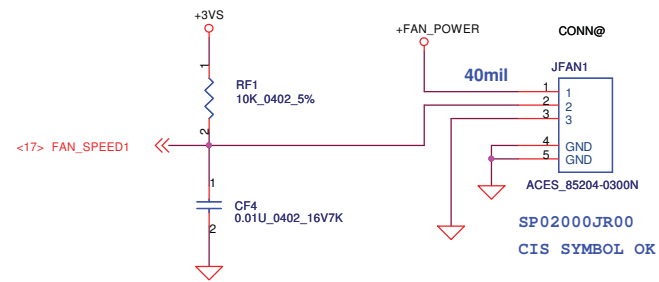 +3VS
+FAN_POWER
CONN@
JFAN1
40mil
1
RF1
10K_0402_5%
2
1 1
2 2
3 3
4 GND
5 GND
<17> FAN_SPEED1
ACES_85204-0300N
1
CF4
0.01U_0402_16V7K
2
SP02000JR00
CIS SYMBOL OK